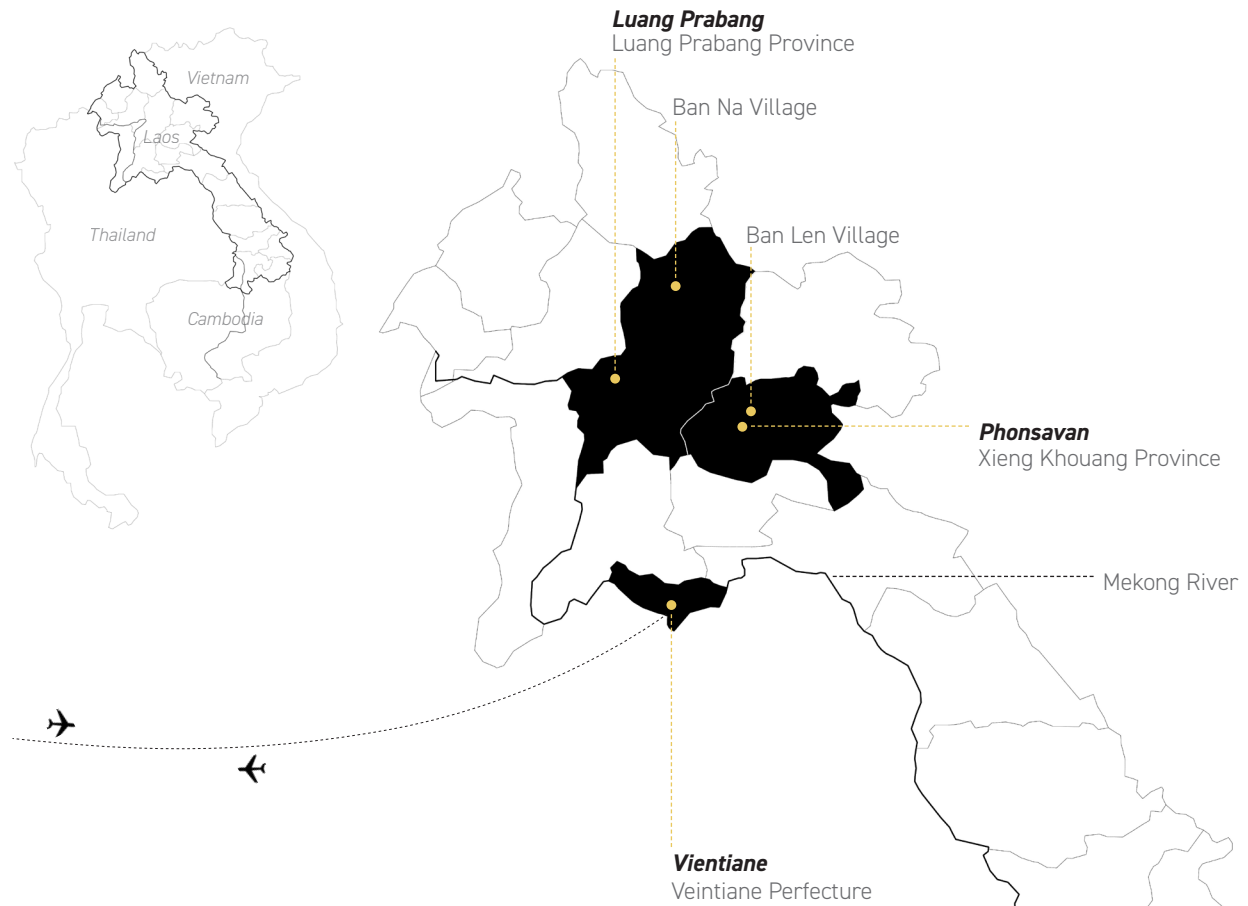 Luang Prabang
Luang Prabang Province
Vietnam
Ban Na Village
Laos
Thailand
Ban Len Village
Cambodia
Phonsavan
Xieng Khouang Province
Mekong River
Vientiane
Veintiane Perfecture